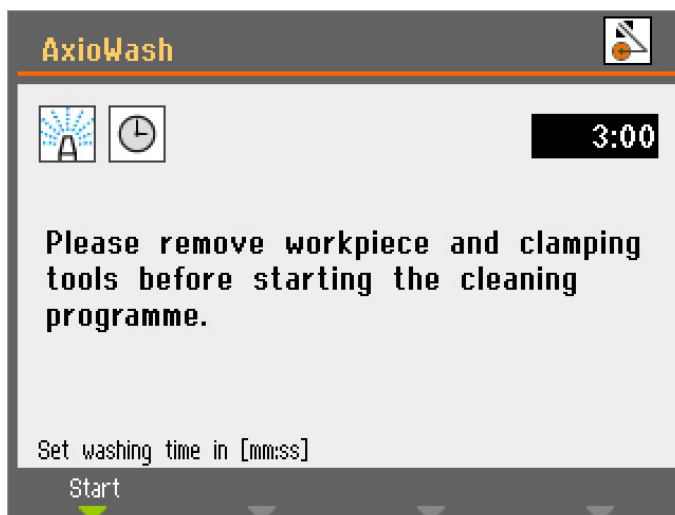 AxioWash
3:00
Please remove workpiece and clamping
tools before starting the cleaning
programme.
Set washing time in [mm:ss]
Start